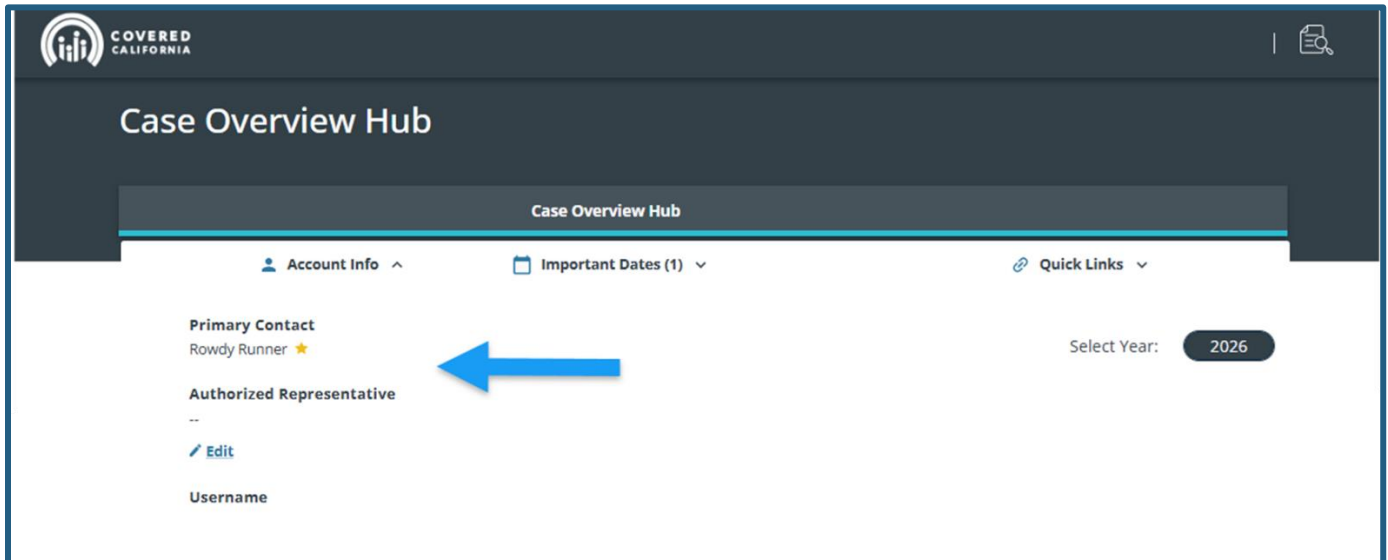 COVERED
CALIFORNIA
Case Overview Hub
Case Overview Hub
Account Info
Important Dates (1)
Quick Links
Primary Contact
Rowdy Runner
Select Year:
2026
Authorized Representative
--
Edit
Username